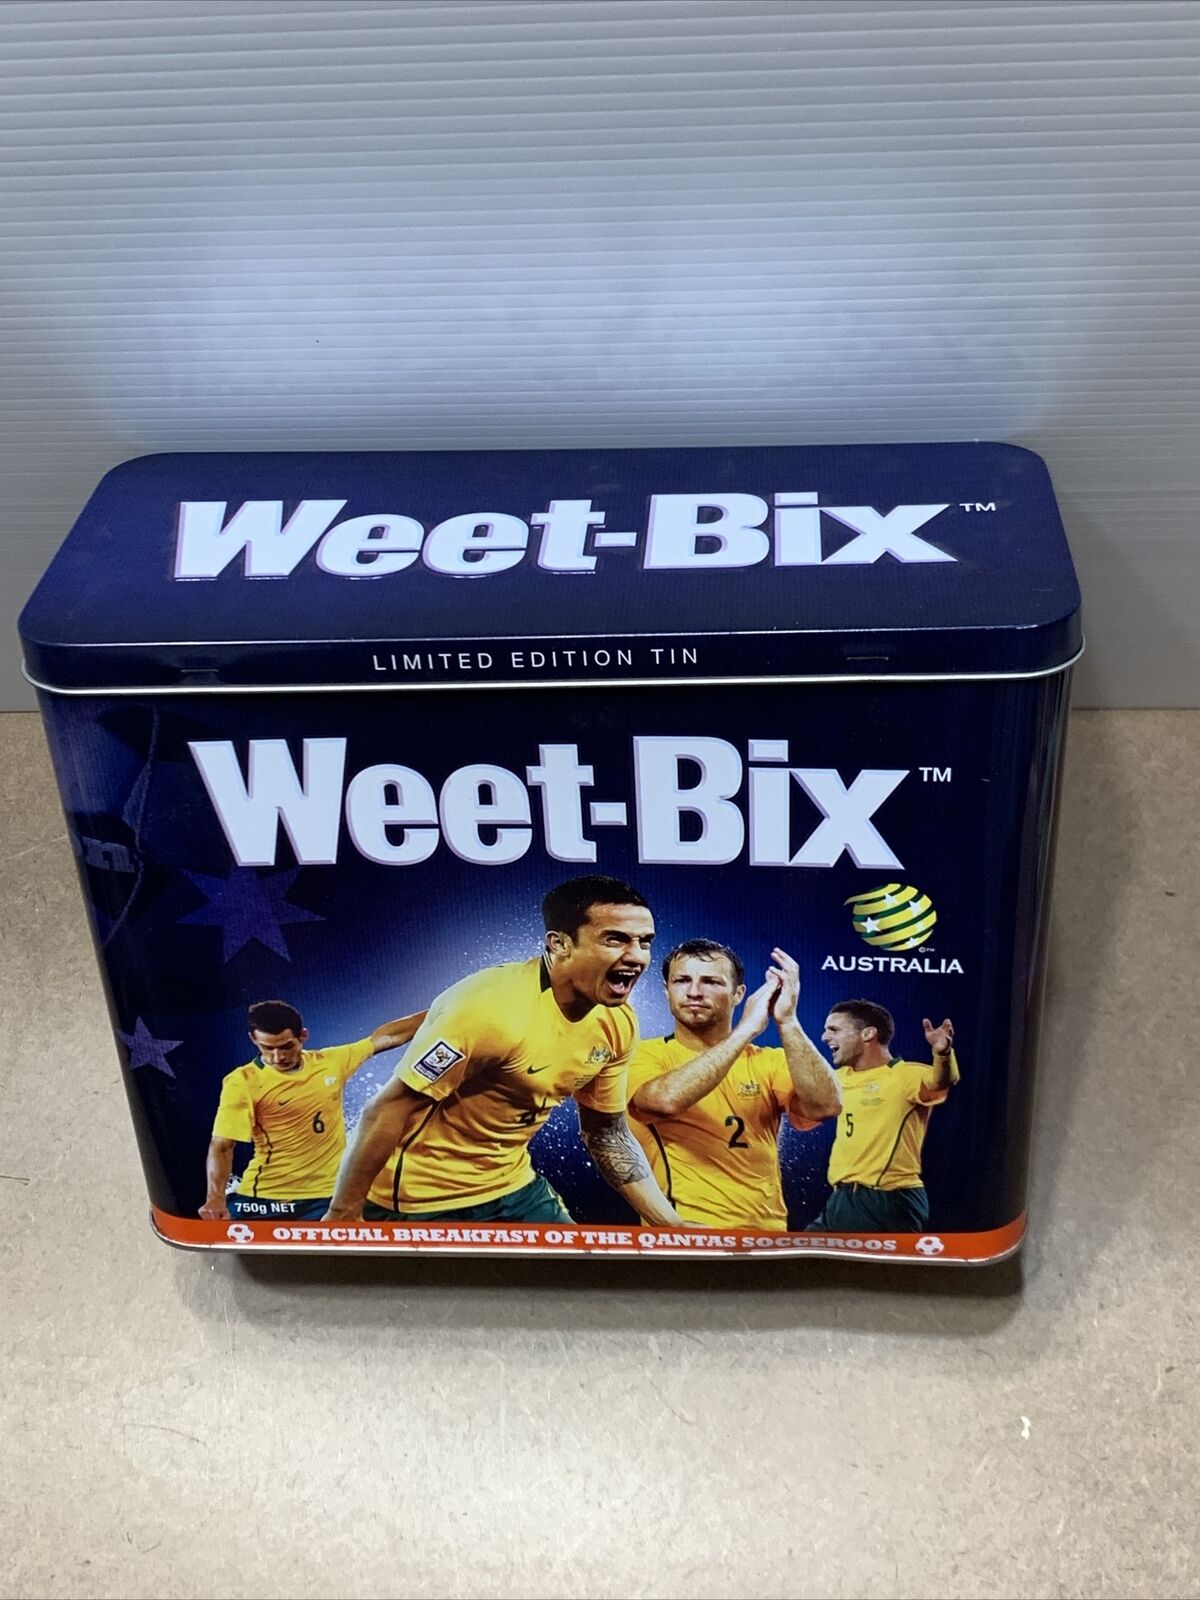 Weet-Bix™
LIMITED EDITION TIN
Weet-Bix™
AUSTRALIA
6
4
2
5
750g NET
OFFICIAL BREAKFAST OF THE QANTAS SOCCEROOS